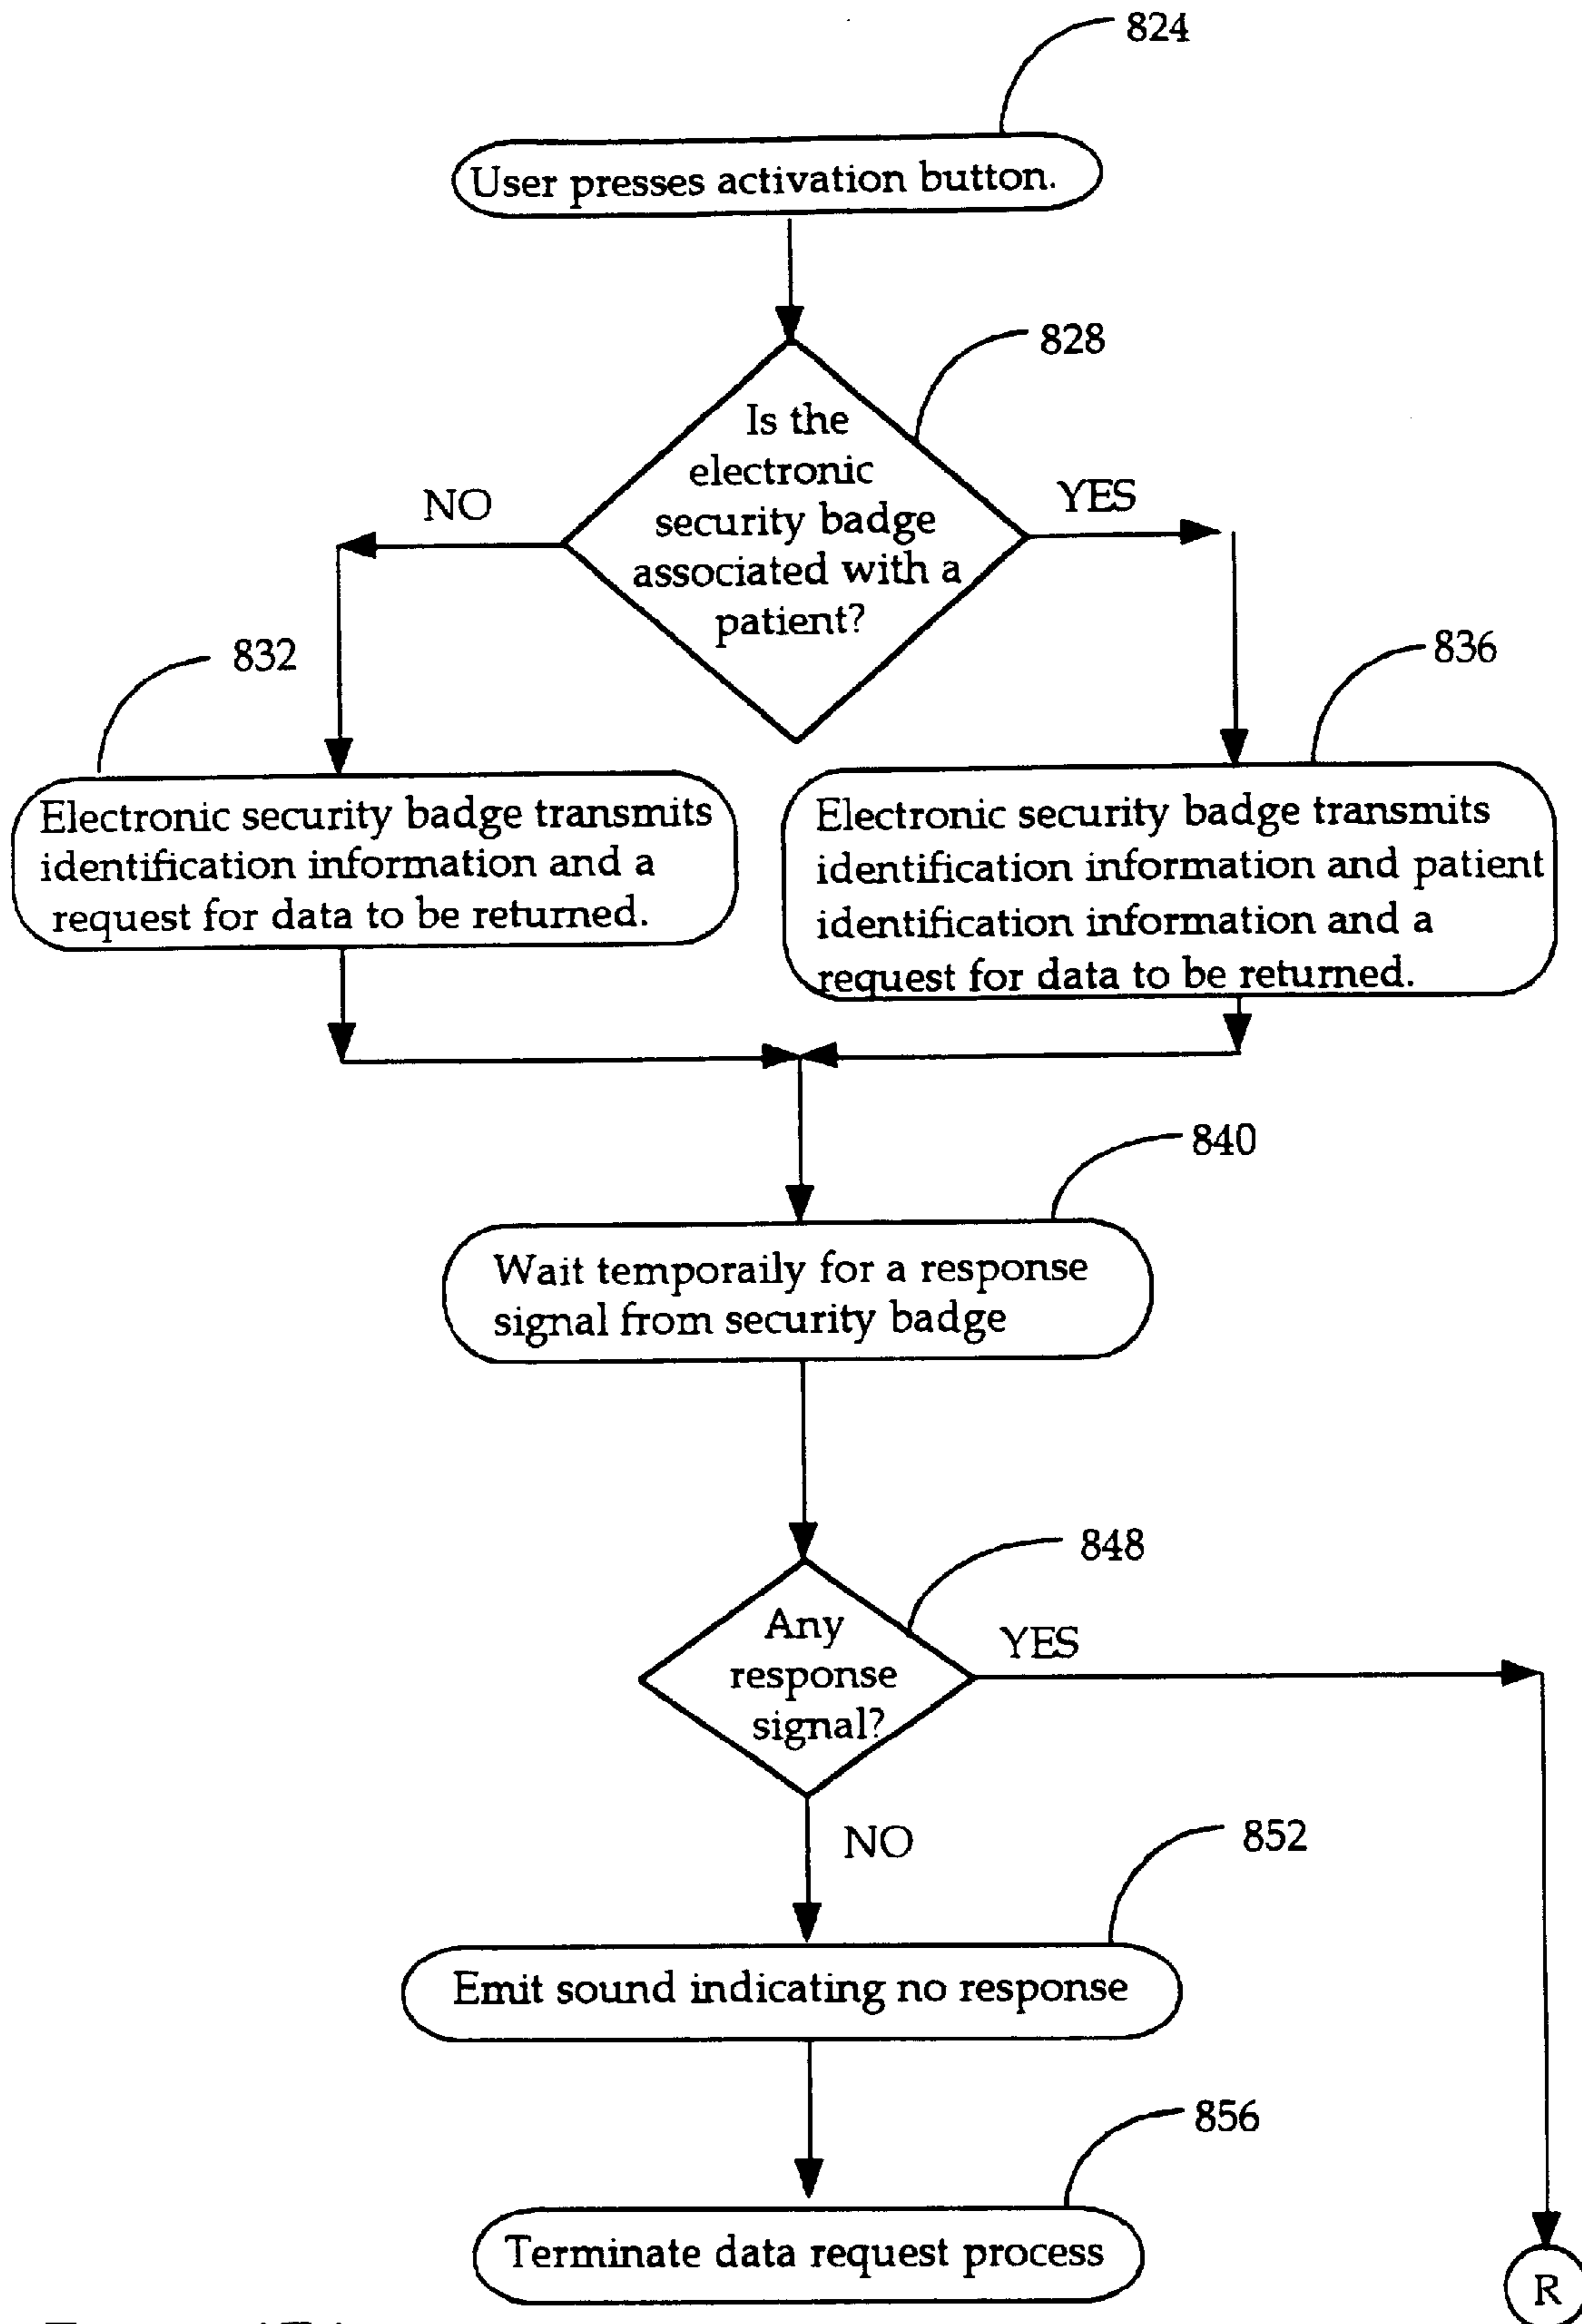 824
User presses activation button.
828
Is the
electronic
security badge
associated with a
patient?
NO
YES
832
836
Electronic security badge transmits
identification information and a
request for data to be returned.
Electronic security badge transmits
identification information and patient
identification information and a
request for data to be returned.
840
Wait temporaily for a response
signal from security badge
848
Any
response
signal?
YES
NO
852
Emit sound indicating no response
856
Terminate data request process
R